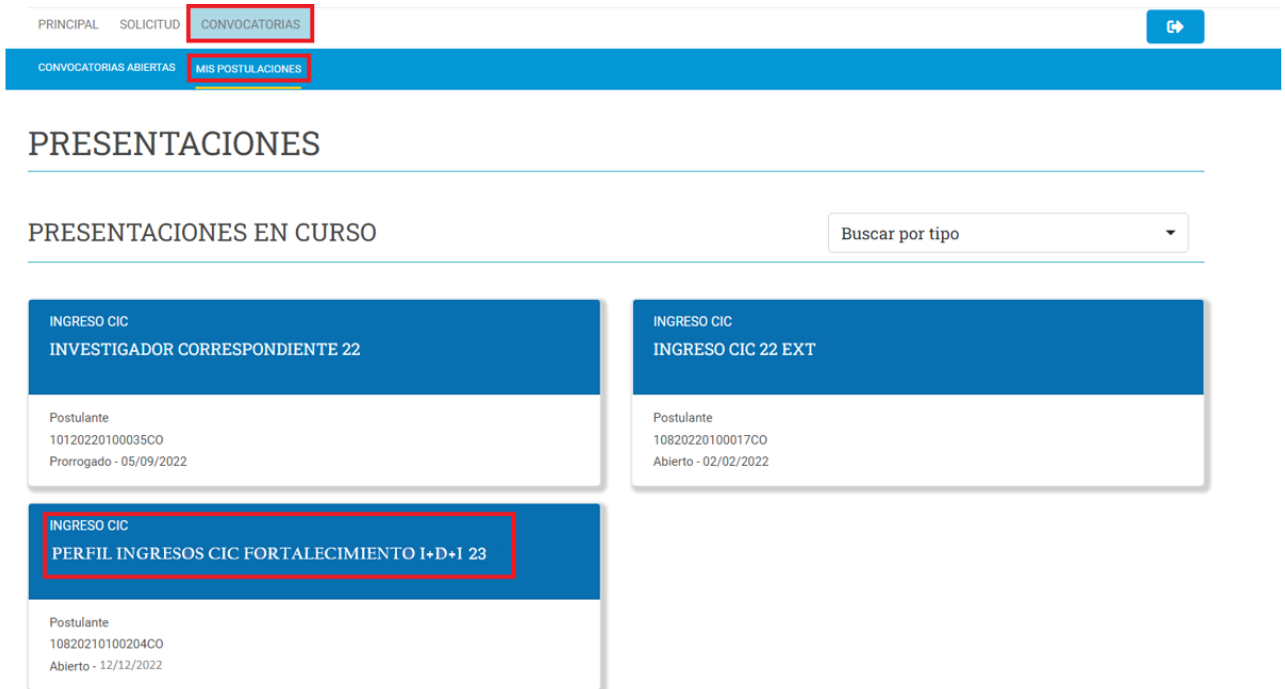 PRINCIPAL SOLICITUD CONVOCATORIAS
CONVOCATORIAS ABIERTAS MIS POSTULACIONES
PRESENTACIONES
PRESENTACIONES EN CURSO
Buscar por tipo
INGRESO CIC
INVESTIGADOR CORRESPONDIENTE 22
Postulante
10120220100035CO
Prorrogado - 05/09/2022
INGRESO CIC
INGRESO CIC 22 EXT
Postulante
10820220100017CO
Abierto - 02/02/2022
INGRESO CIC
PERFIL INGRESOS CIC FORTALECIMIENTO I+D+I 23
Postulante
10820210100204CO
Abierto - 12/12/2022